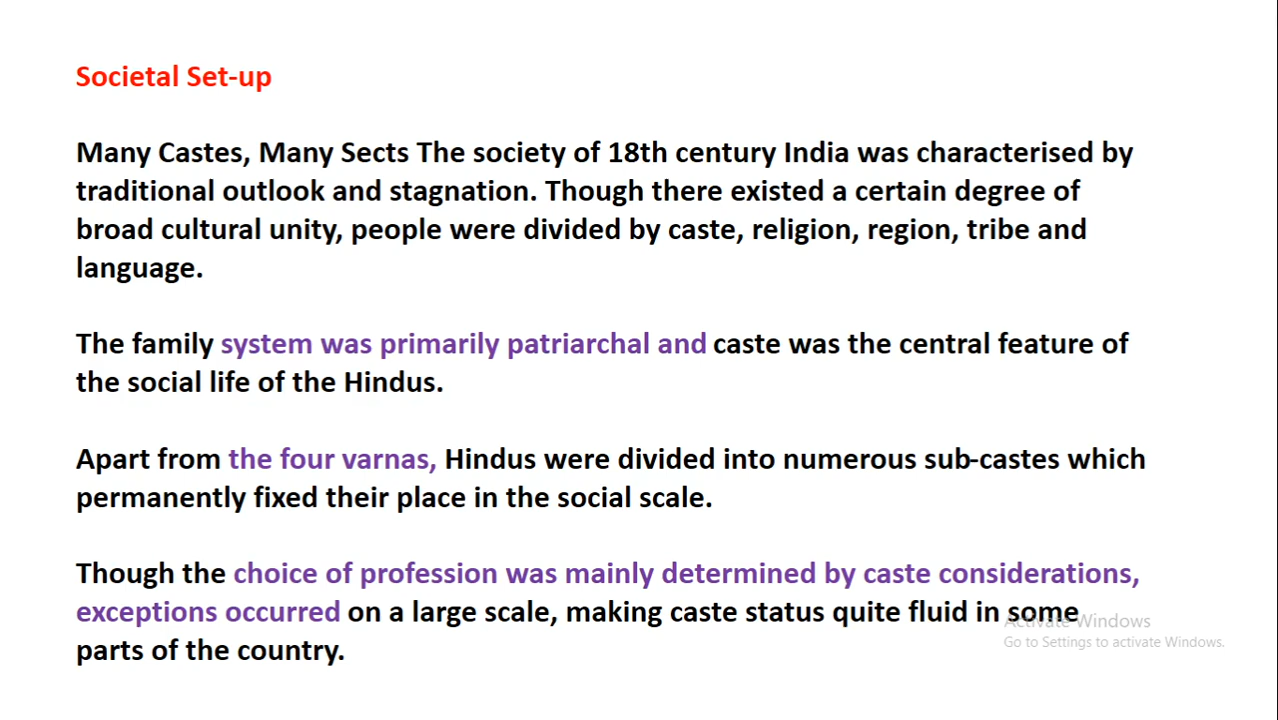 Societal Set-up
Many Castes, Many Sects The society of 18th century India was characterised by
traditional outlook and stagnation. Though there existed a certain degree of
broad cultural unity, people were divided by caste, religion, region, tribe and
language.
The family system was primarily patriarchal and caste was the central feature of
the social life of the Hindus.
Apart from the four varnas, Hindus were divided into numerous sub-castes which
permanently fixed their place in the social scale.
Though the choice of profession was mainly determined by caste considerations,
exceptions occurred on a large scale, making caste status quite fluid in some
parts of the country.
Activate Windows
Go to Settings to activate Windows.